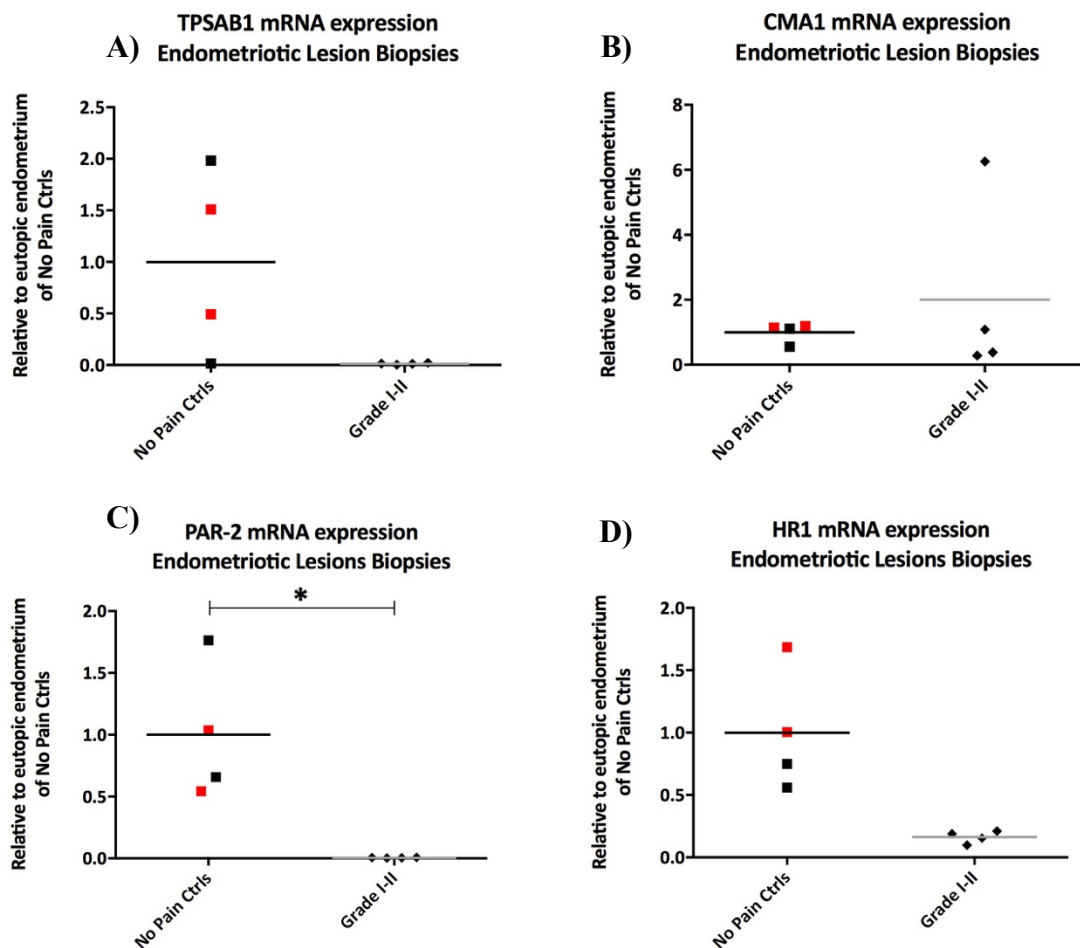 A)
TPSAB1 mRNA expression
Endometriotic Lesion Biopsies
Relative to eutopic endometrium
of No Pain Ctrls
2.5
2.0
1.5
1.0
0.5
0.0
No Pain Ctrls
Grade I-II
B)
CMA1 mRNA expression
Endometriotic Lesion Biopsies
Relative to eutopic endometrium
of No Pain Ctrls
8
6
4
2
0
No Pain Ctrls
Grade I-II
C)
PAR-2 mRNA expression
Endometriotic Lesions Biopsies
*
Relative to eutopic endometrium
of No Pain Ctrls
2.0
1.5
1.0
0.5
0.0
No Pain Ctrls
Grade I-II
D)
HR1 mRNA expression
Endometriotic Lesions Biopsies
Relative to eutopic endometrium
of No Pain Ctrls
2.0
1.5
1.0
0.5
0.0
No Pain Ctrls
Grade I-II